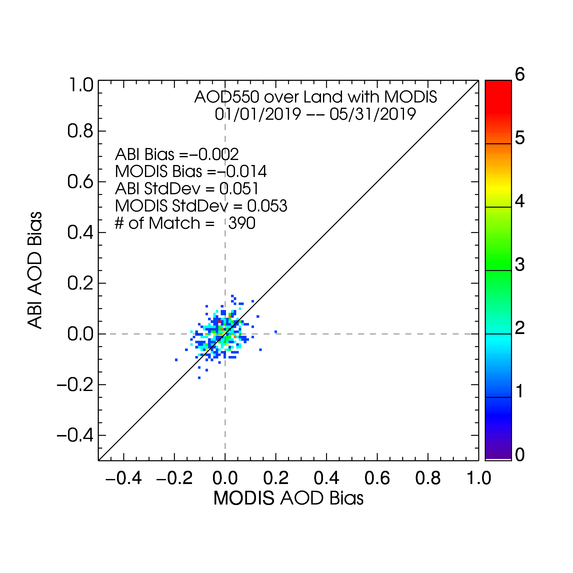 AOD550 over Land with MODIS
01/01/2019 -- 05/31/2019
ABI Bias =-0.002
MODIS Bias =-0.014
ABI StdDev = 0.051
MODIS StdDev = 0.053
# of Match = 390
1.0
0.8
0.6
0.4
0.2
0.0
-0.2
-0.4
ABI AOD Bias
-0.4 -0.2 0.0 0.2 0.4 0.6 0.8 1.0
MODIS AOD Bias
6
5
4
3
2
1
0